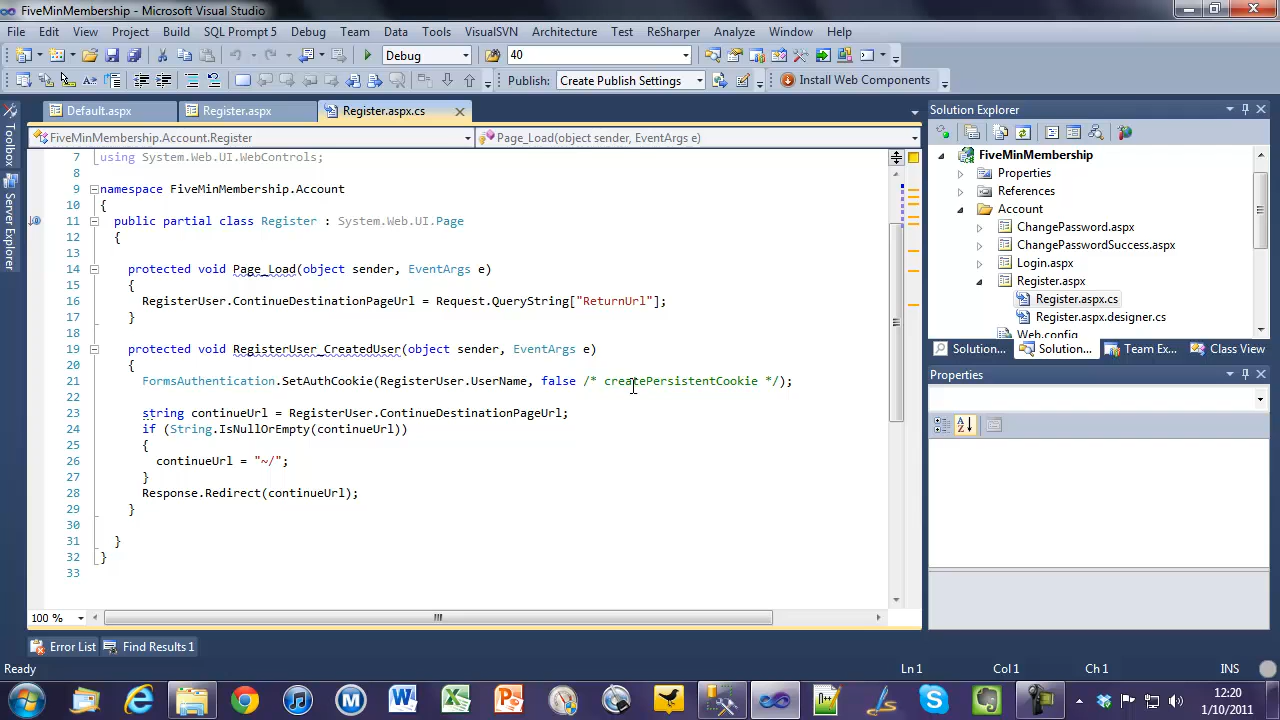 FiveMinMembership - Microsoft Visual Studio
File Edit View Project Build SQL Prompt 5 Debug Team Data Tools VisualSVN Architecture Test ReSharper Analyze Window Help
Debug 40
Publish: Create Publish Settings Install Web Components
Default.aspx Register.aspx Register.aspx.cs
FiveMinMembership.Account.Register Page_Load(object sender, EventArgs e)
Toolbox
Server Explorer
7 using System.Web.UI.WebControls;
8
9 namespace FiveMinMembership.Account
10 {
11 public partial class Register : System.Web.UI.Page
12 {
13
14 protected void Page_Load(object sender, EventArgs e)
15 {
16 RegisterUser.ContinueDestinationPageUrl = Request.QueryString["ReturnUrl"];
17 }
18
19 protected void RegisterUser_CreatedUser(object sender, EventArgs e)
20 {
21 FormsAuthentication.SetAuthCookie(RegisterUser.UserName, false /* createPersistentCookie */);
22
23 string continueUrl = RegisterUser.ContinueDestinationPageUrl;
24 if (String.IsNullOrEmpty(continueUrl))
25 {
26 continueUrl = "~/";
27 }
28 Response.Redirect(continueUrl);
29 }
30
31 }
32 }
33
100 %
Solution Explorer
FiveMinMembership
Properties
References
Account
ChangePassword.aspx
ChangePasswordSuccess.aspx
Login.aspx
Register.aspx
Register.aspx.cs
Register.aspx.designer.cs
Web.config
Solution... Solution... Team Ex... Class View
Properties
Error List Find Results 1
Ready Ln 1 Col 1 Ch 1 INS
12:20
1/10/2011